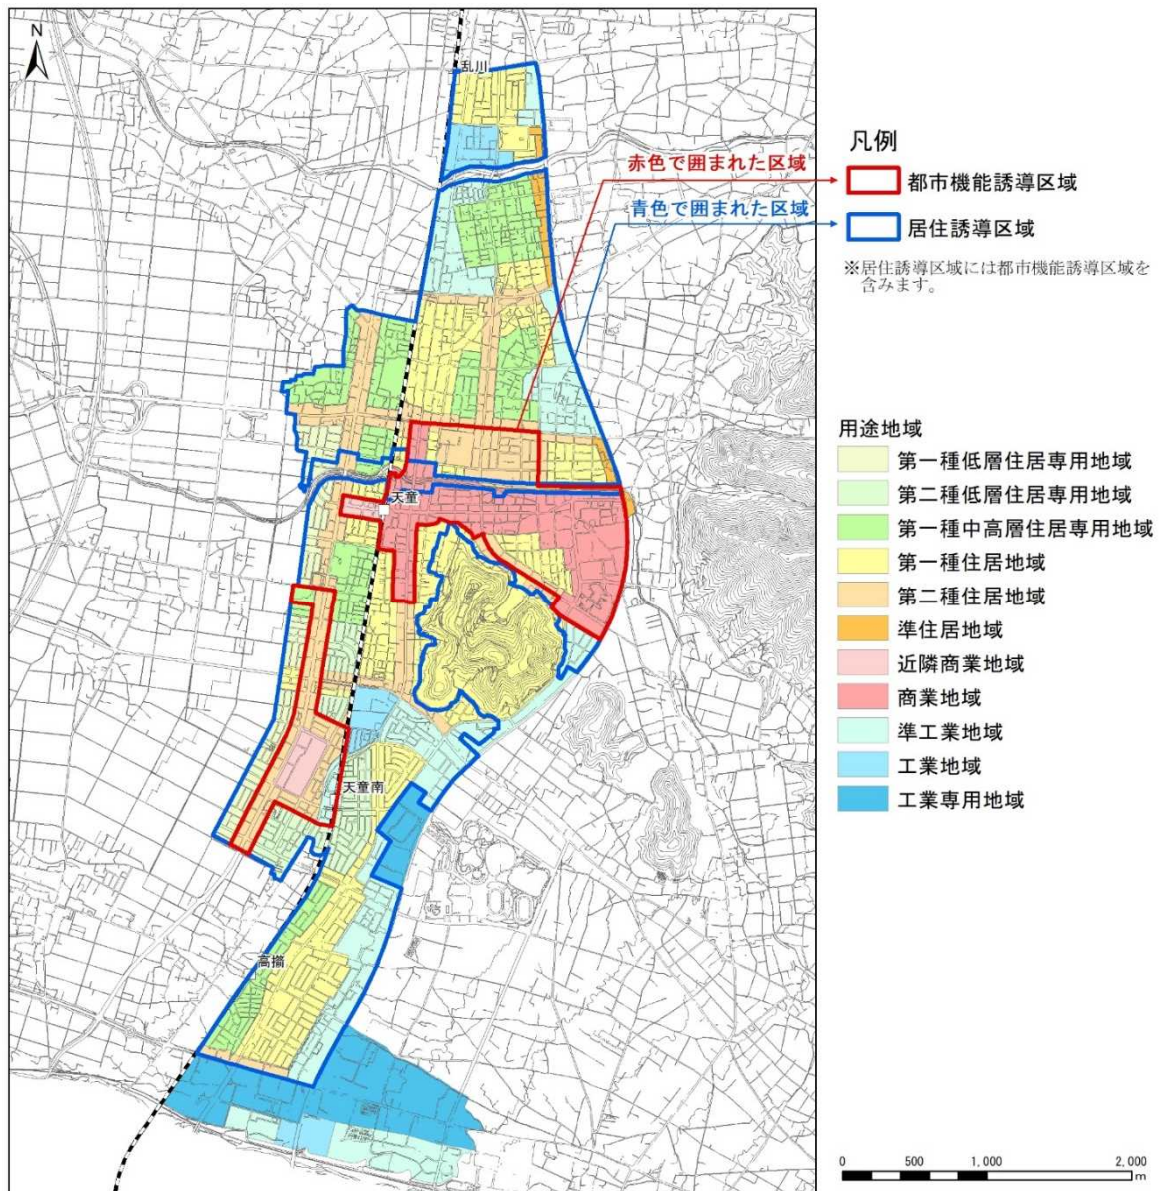 N
乱川
天童
天童南
高擶
赤色で囲まれた区域
青色で囲まれた区域
凡例
都市機能誘導区域
居住誘導区域
※居住誘導区域には都市機能誘導区域を
含みます。
用途地域
第一種低層住居専用地域
第二種低層住居専用地域
第一種中高層住居専用地域
第一種住居地域
第二種住居地域
準住居地域
近隣商業地域
商業地域
準工業地域
工業地域
工業専用地域
0 500 1,000 2,000
m